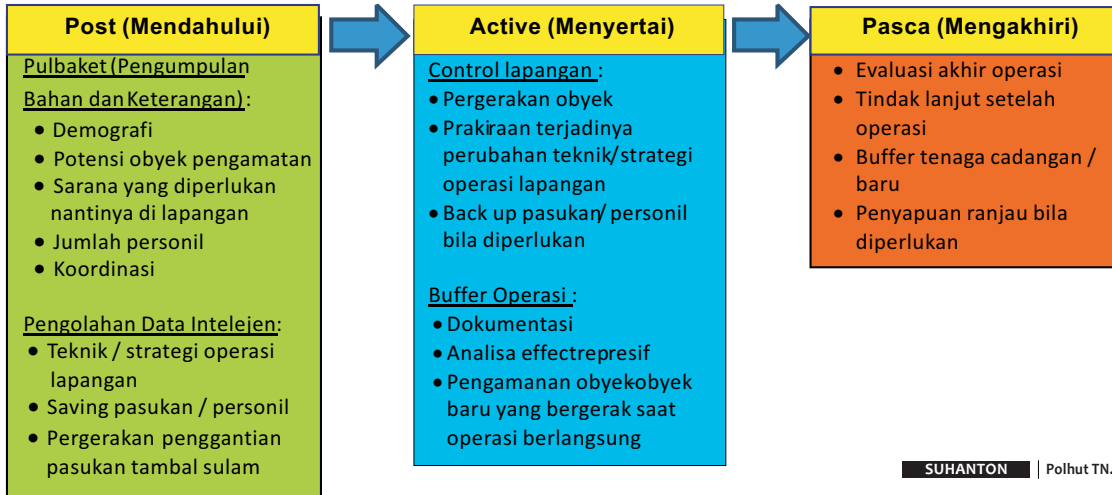 Post (Mendahului)
Pulbaket (Pengumpulan
Bahan dan Keterangan) :
• Demografi
• Potensi obyek pengamatan
• Sarana yang diperlukan
nantinya di lapangan
• Jumlah personil
• Koordinasi
Pengolahan Data Intelejen:
• Teknik / strategi operasi
lapangan
• Saving pasukan / personil
• Pergerakan penggantian
pasukan tambal sulam
Active (Menyertai)
Control lapangan :
• Pergerakan obyek
• Prakiraan terjadinya
perubahan teknik/strategi
operasi lapangan
• Back up pasukan/ personil
bila diperlukan
Buffer Operasi :
• Dokumentasi
• Analisa effectrepresif
• Pengamanan obyek-obyek
baru yang bergerak saat
operasi berlangsung
Pasca (Mengakhiri)
• Evaluasi akhir operasi
• Tindak lanjut setelah
operasi
• Buffer tenaga cadangan /
baru
• Penyapuan ranjau bila
diperlukan
SUHANTON | Polhut TN.